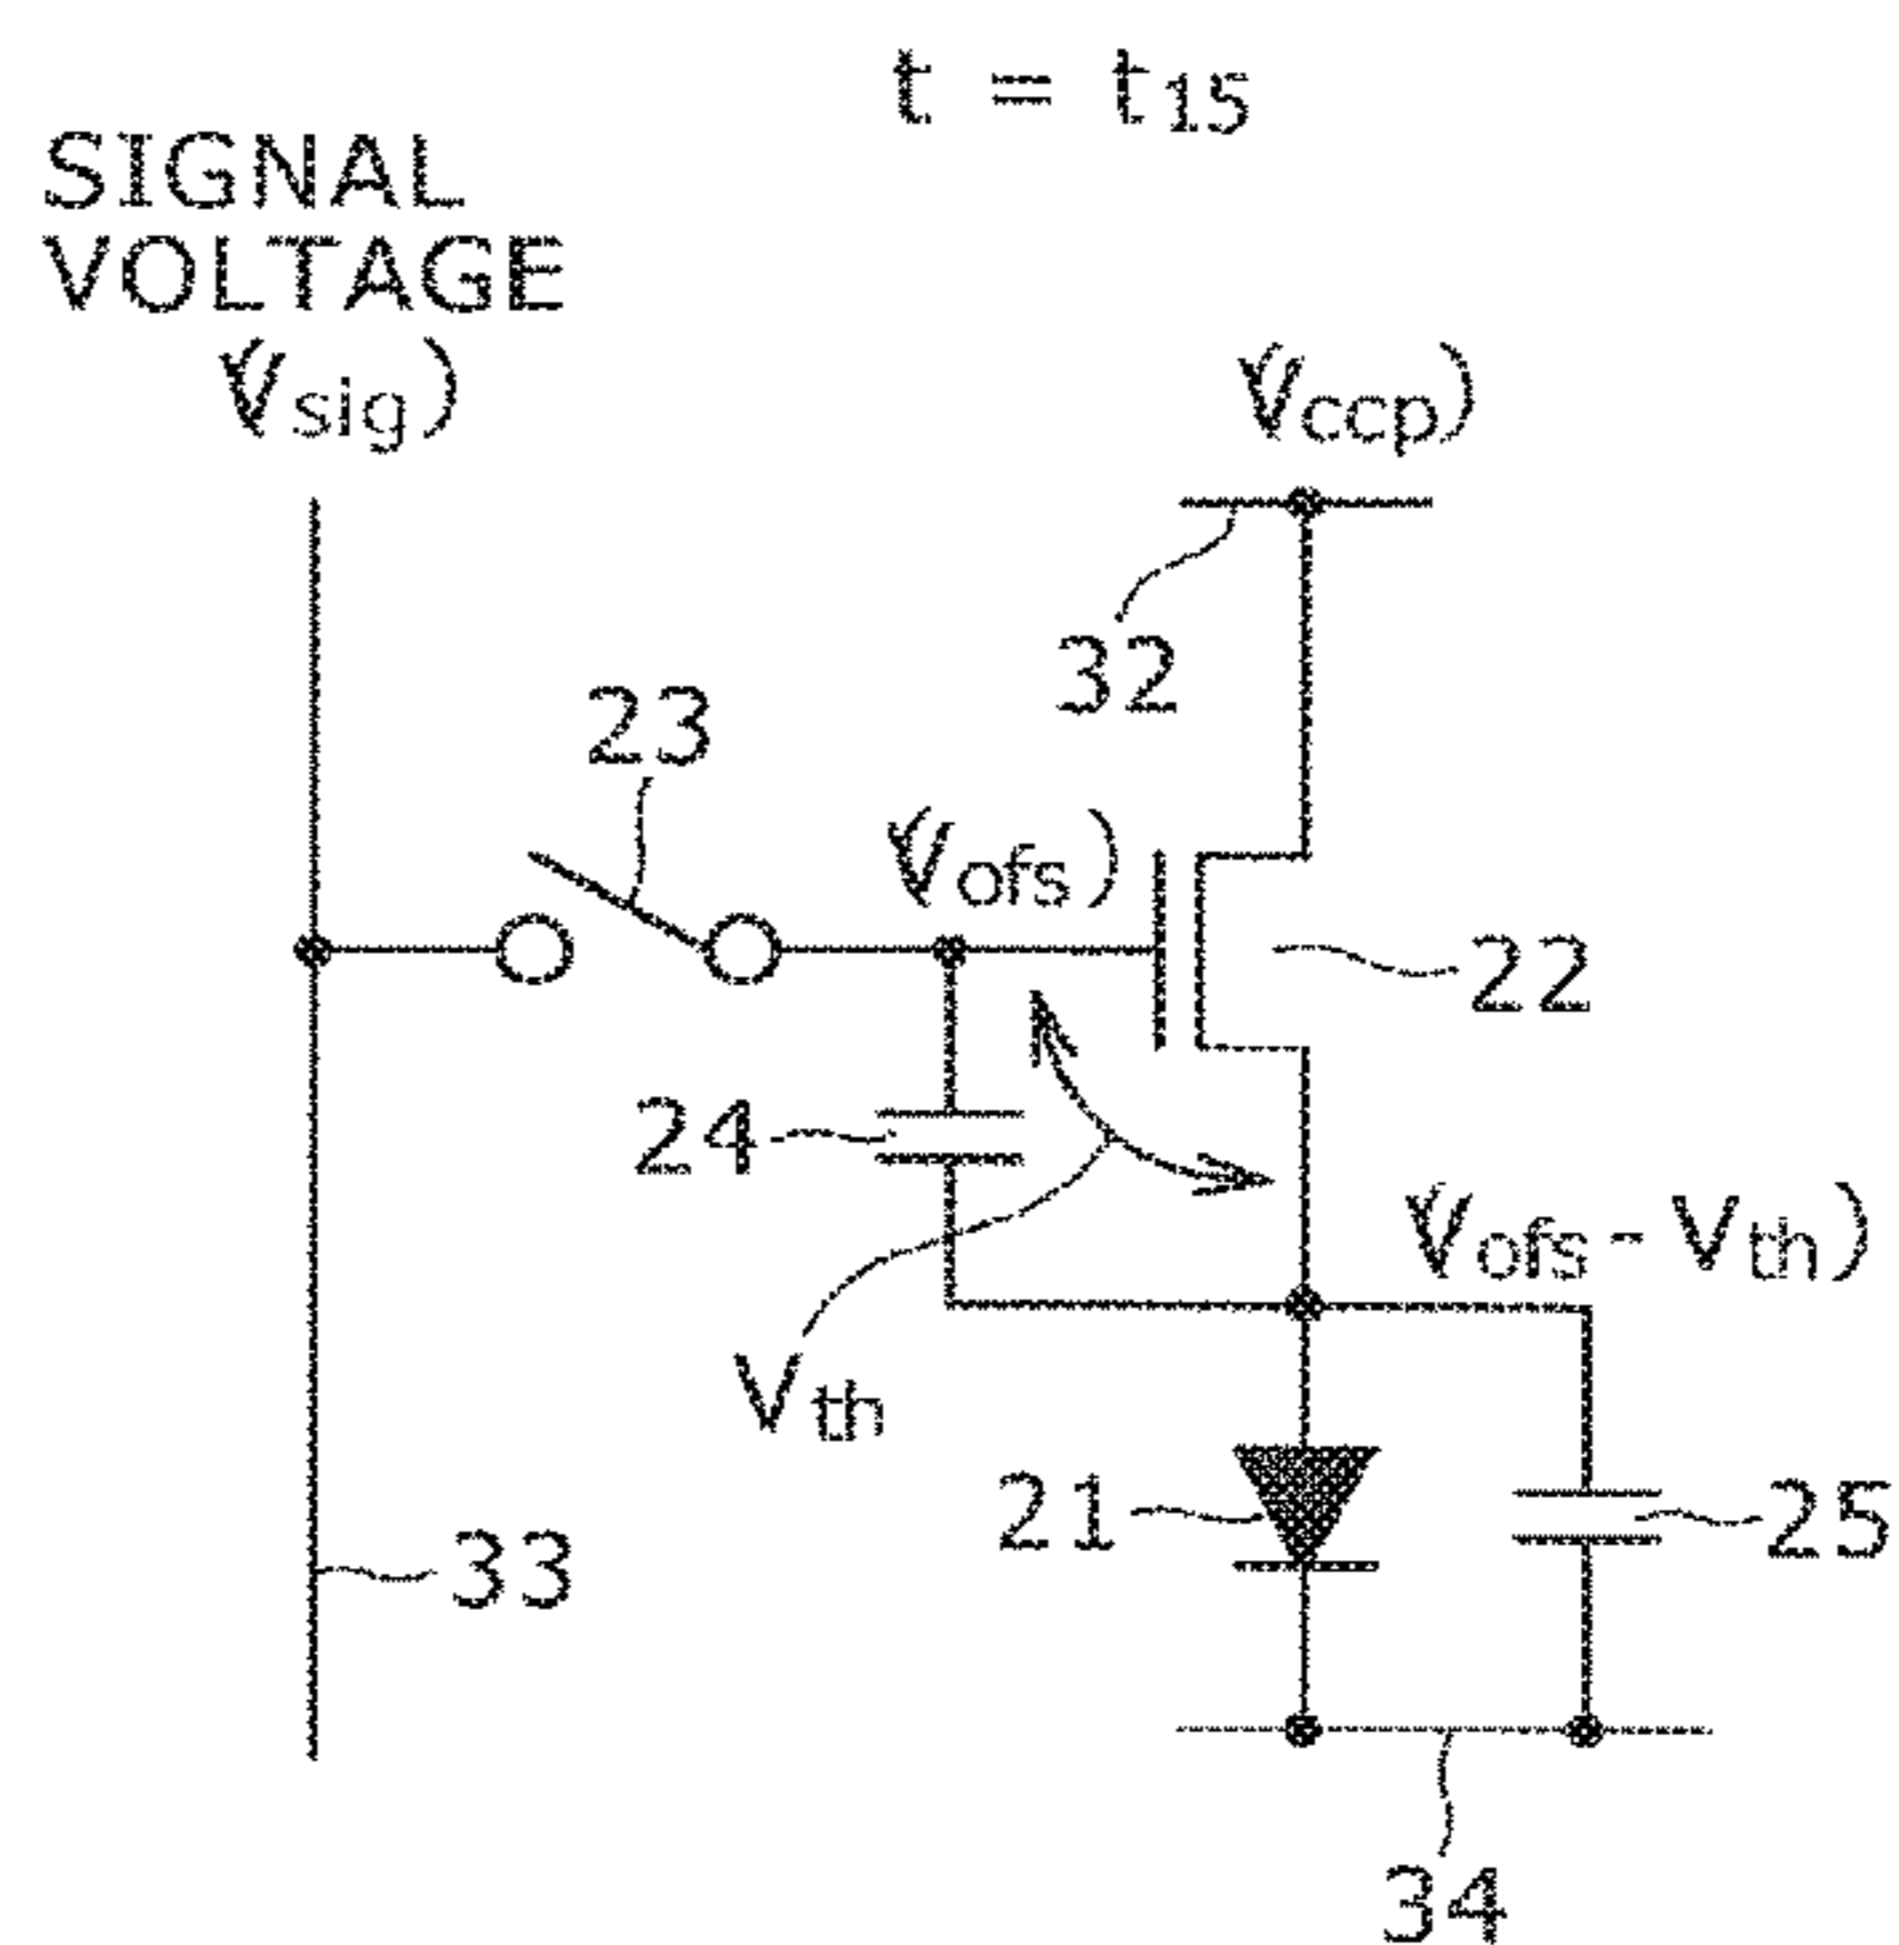 t = t15
SIGNAL
VOLTAGE
(Vsig)
(Vccp)
32
23
(Vofs)
22
24
(Vofs - Vth)
Vth
21
25
33
34